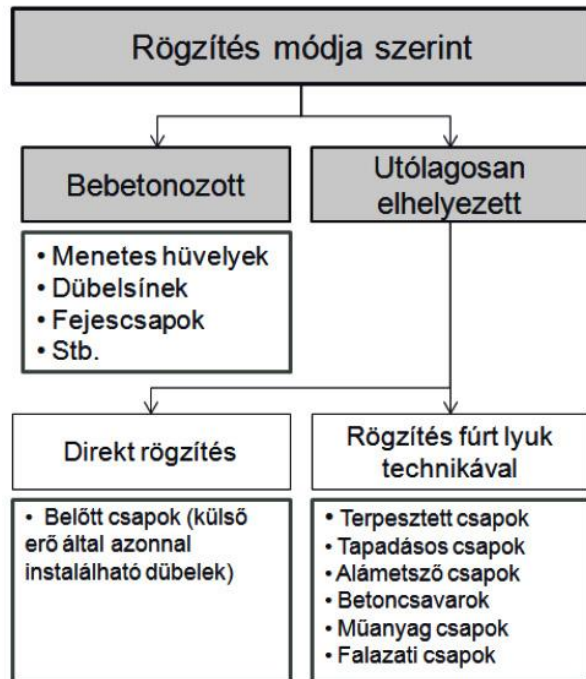 Rögzítés módja szerint
Bebetonozott
Utólagosan
elhelyezett
• Menetes hüvelyek
• Dübelsínek
• Fejescsapok
• Stb.
Direkt rögzítés
Rögzítés fúrt lyuk
technikával
• Belőtt csapok (külső
erő által azonnal
instalálható dübelek)
• Terpesztett csapok
• Tapadásos csapok
• Alámetsző csapok
• Betoncsavarok
• Műanyag csapok
• Falazati csapok